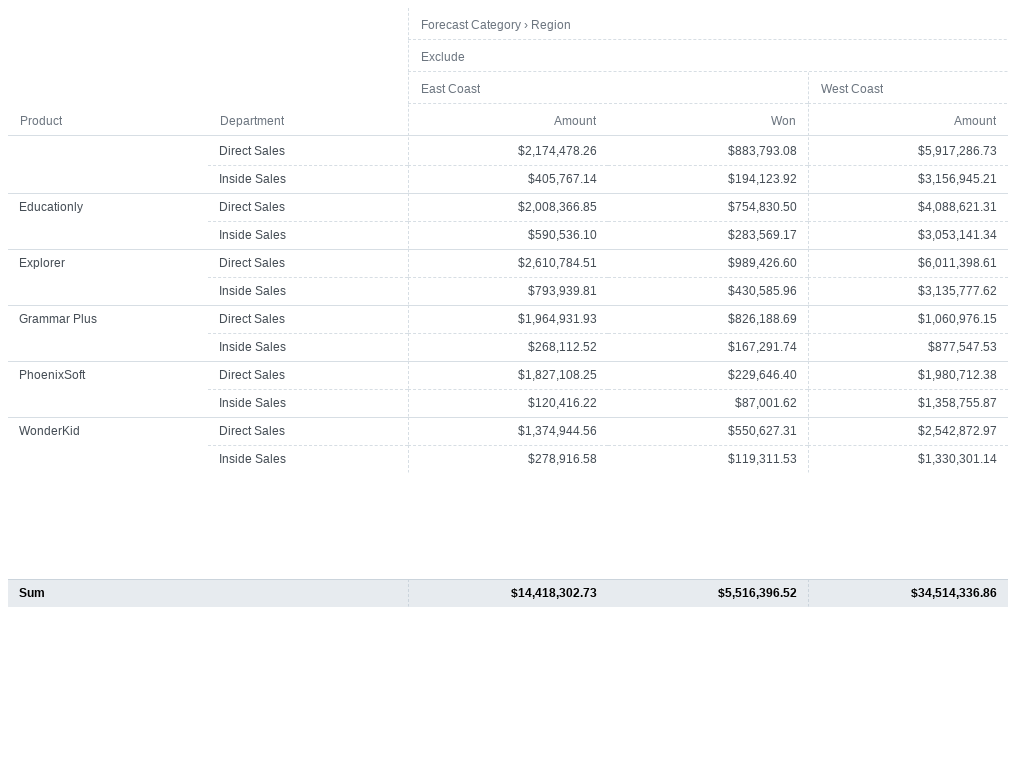 Forecast Category › Region
Exclude
East Coast West Coast
Product Department Amount Won Amount
Direct Sales $2,174,478.26 $883,793.08 $5,917,286.73
Inside Sales $405,767.14 $194,123.92 $3,156,945.21
Educationly Direct Sales $2,008,366.85 $754,830.50 $4,088,621.31
Inside Sales $590,536.10 $283,569.17 $3,053,141.34
Explorer Direct Sales $2,610,784.51 $989,426.60 $6,011,398.61
Inside Sales $793,939.81 $430,585.96 $3,135,777.62
Grammar Plus Direct Sales $1,964,931.93 $826,188.69 $1,060,976.15
Inside Sales $268,112.52 $167,291.74 $877,547.53
PhoenixSoft Direct Sales $1,827,108.25 $229,646.40 $1,980,712.38
Inside Sales $120,416.22 $87,001.62 $1,358,755.87
WonderKid Direct Sales $1,374,944.56 $550,627.31 $2,542,872.97
Inside Sales $278,916.58 $119,311.53 $1,330,301.14
Sum $14,418,302.73 $5,516,396.52 $34,514,336.86